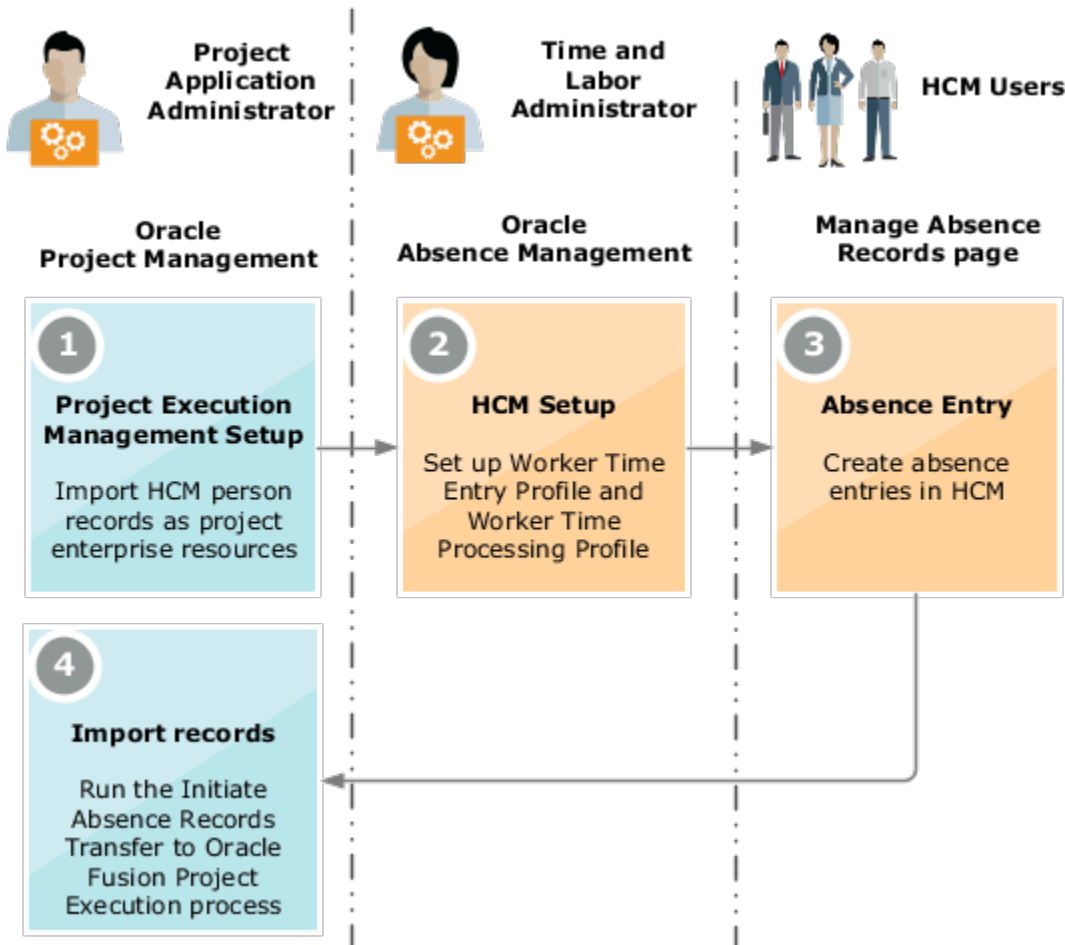 Project
Application
Administrator
Time and
Labor
Administrator
HCM Users
Oracle
Project Management
Oracle
Absence Management
Manage Absence
Records page
1
Project Execution
Management Setup
Import HCM person
records as project
enterprise resources
2
HCM Setup
Set up Worker Time
Entry Profile and
Worker Time
Processing Profile
3
Absence Entry
Create absence
entries in HCM
4
Import records
Run the Initiate
Absence Records
Transfer to Oracle
Fusion Project
Execution process